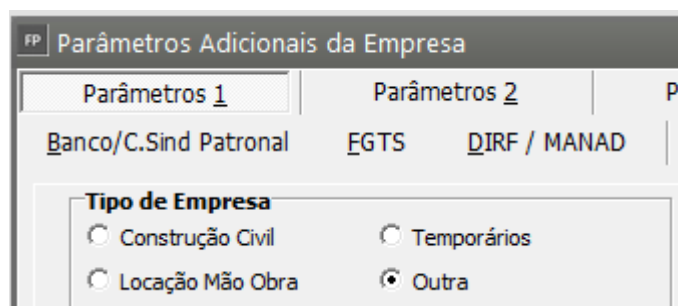 FP Parâmetros Adicionais da Empresa
Parâmetros 1 Parâmetros 2 P
Banco/C.Sind Patronal FGTS DIRF / MANAD
Tipo de Empresa
Construção Civil Temporários
Locação Mão Obra Outra